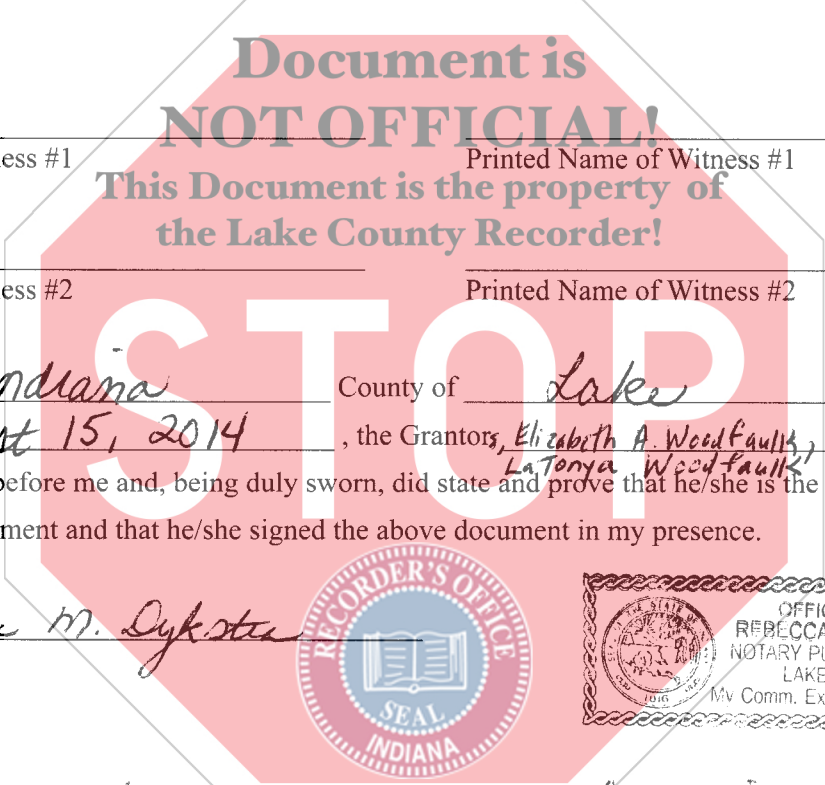 Document is
NOT OFFICIAL!
ess #1 Printed Name of Witness #1
This Document is the property of
the Lake County Recorder!
ess #2 Printed Name of Witness #2
STOP
ndiana County of Lake
15, 2014, the Grantors, Elizabeth A. Woodfaulk,
LaTonya Woodfaulk
before me and, being duly sworn, did state and prove that he/she is the
ment and that he/she signed the above document in my presence.
M. Dykstra
RECORDER'S OFFICE
SEAL
INDIANA
OFFIC
REBECCA
NOTARY PU
LAKE
My Comm. Ex
1816